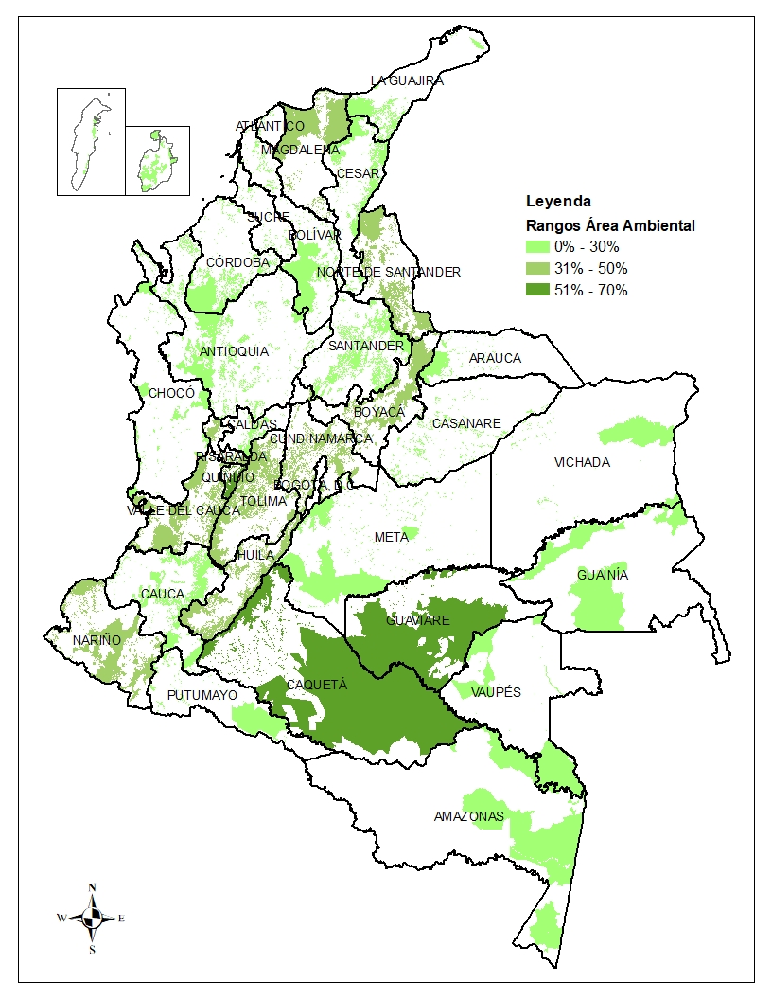 LA GUAJIRA
ATLÁNTICO
MAGDALENA
CESAR
Leyenda
Rangos Área Ambiental
0% - 30%
31% - 50%
51% - 70%
SUCRE
BOLÍVAR
CÓRDOBA
NORTE DE SANTANDER
ANTIOQUIA
SANTANDER
ARAUCA
CHOCÓ
BOYACÁ
CASANARE
CALDAS
CUNDINAMARCA
RISARALDA
VICHADA
QUINDÍO
BOGOTÁ, D.C.
TOLIMA
VALLE DEL CAUCA
META
HUILA
GUAINÍA
CAUCA
GUAVIARE
NARIÑO
CAQUETÁ
VAUPÉS
PUTUMAYO
AMAZONAS
N
W E
S